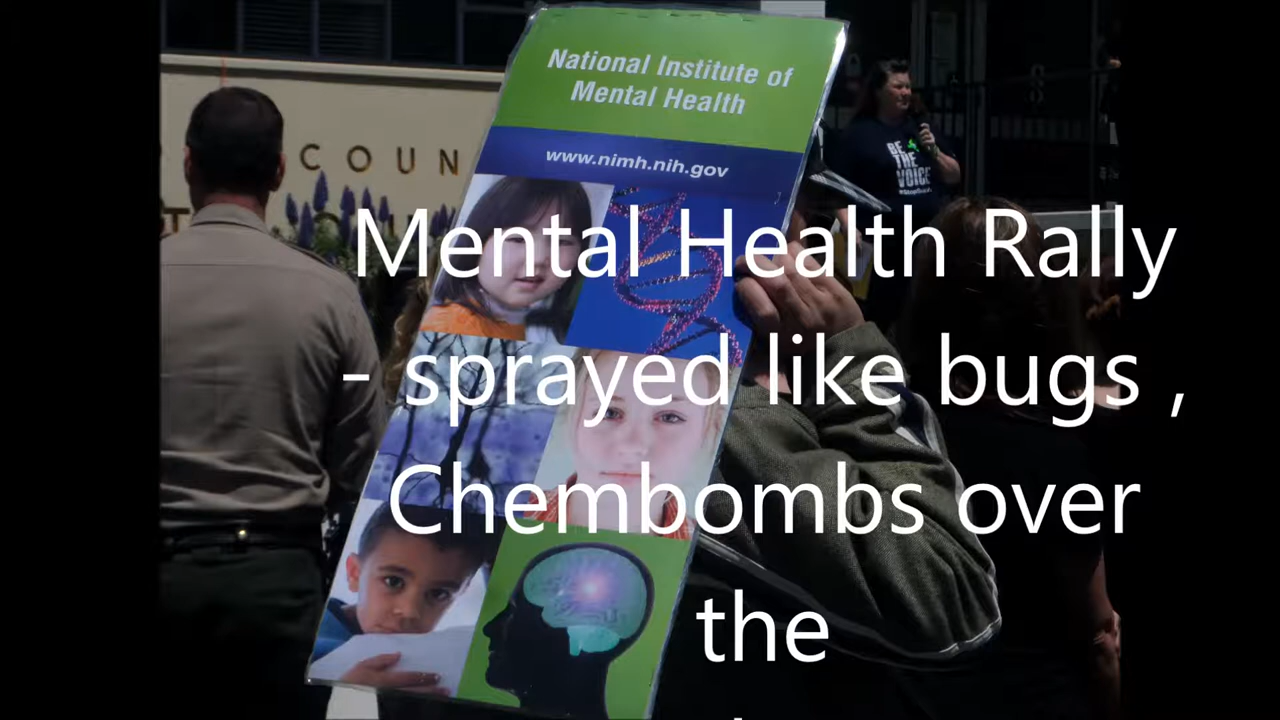 National Institute of
Mental Health
www.nimh.nih.gov
COUN
BE
THE
VOICE
Mental Health Rally
- sprayed like bugs ,
Chembombs over
the